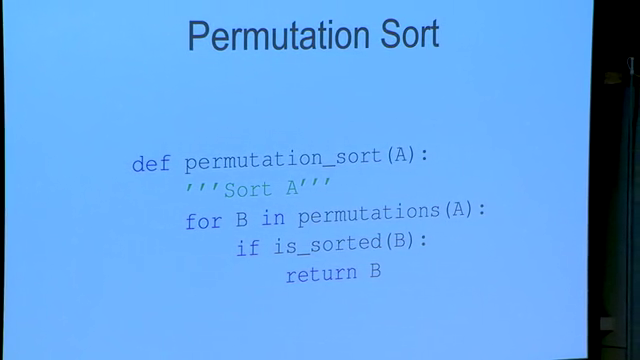 Permutation Sort
def permutation_sort(A):
'''Sort A'''
for B in permutations(A):
if is_sorted(B):
return B